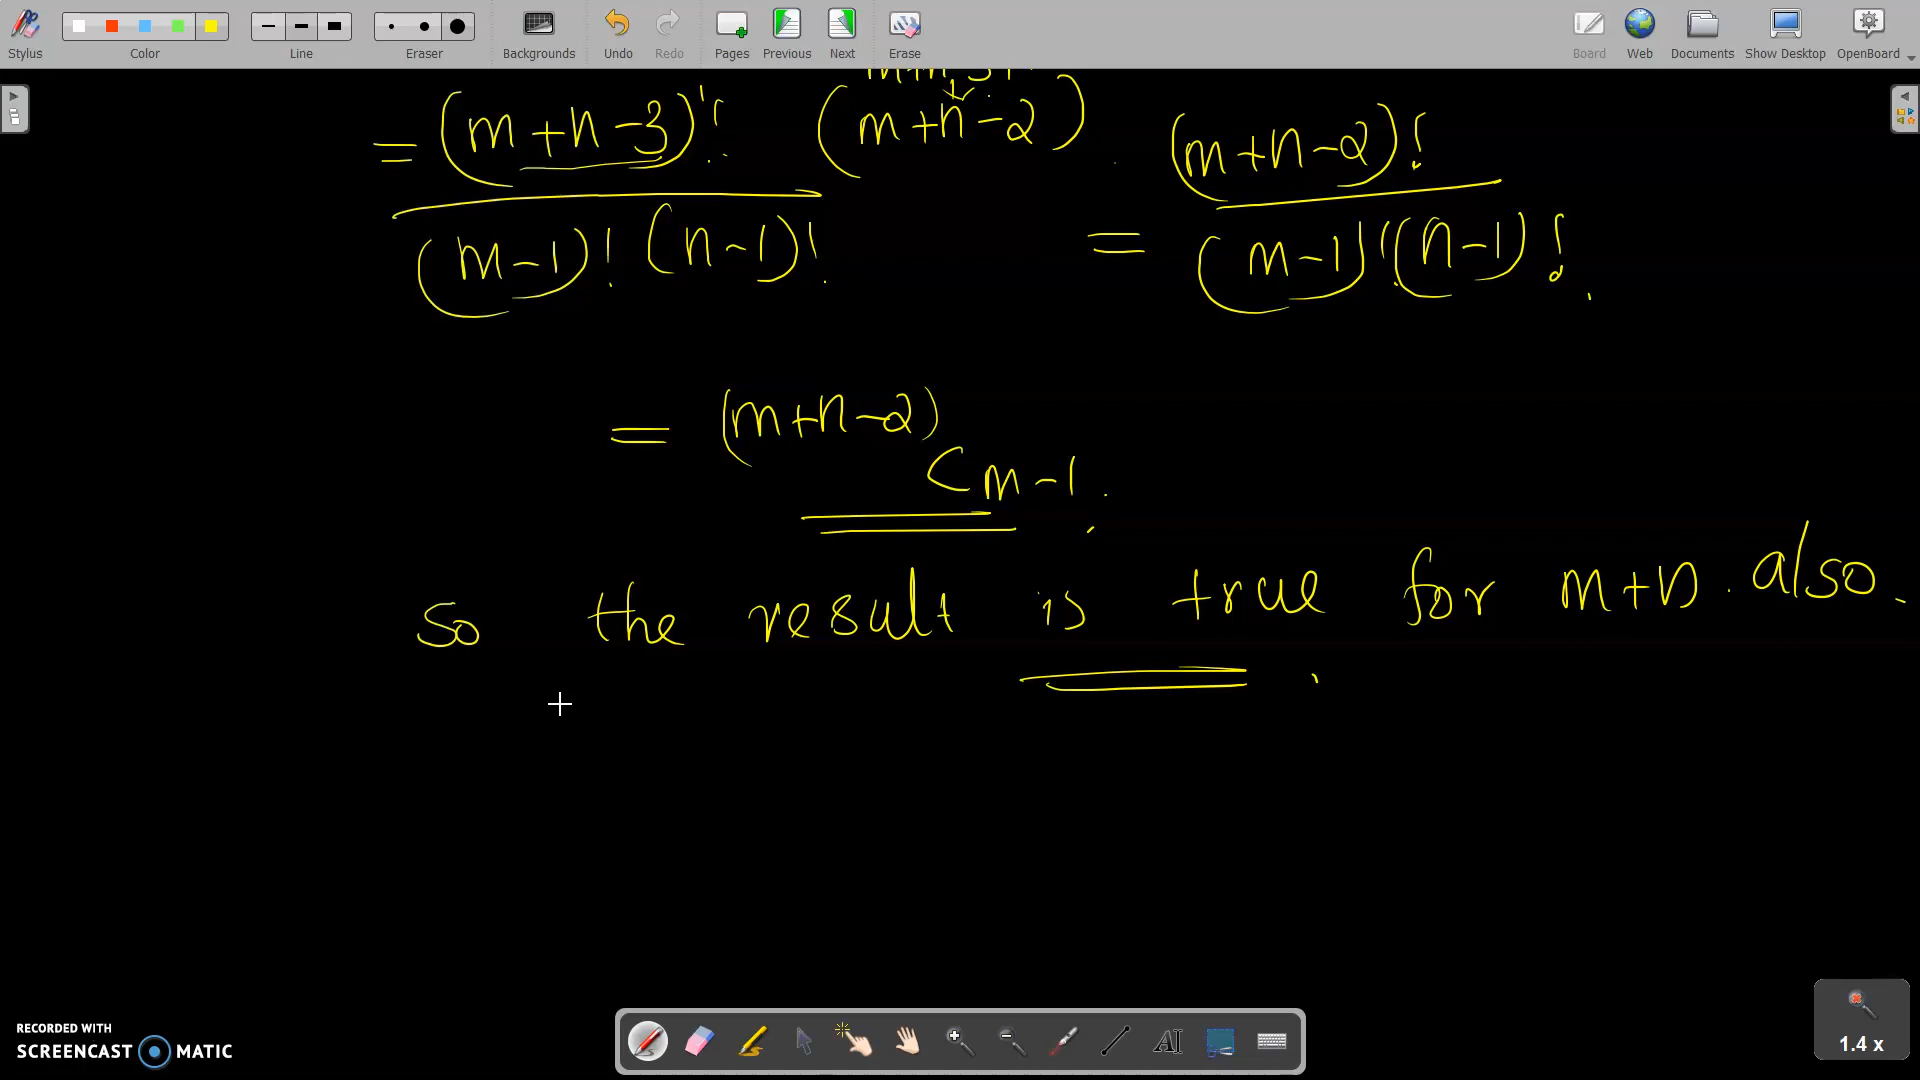 Stylus Color Line Eraser Backgrounds Undo Redo Pages Previous Next Erase Board Web Documents Show Desktop OpenBoard
= (m+n-3)! (m+n-2)
(m-1)! (n-1)!
= (m+n-2)!
(m-1)! (n-1)!
= (m+n-2)
C m-1.
So the result is true for m+n. also.
RECORDED WITH
SCREENCAST MATIC
1.4 x